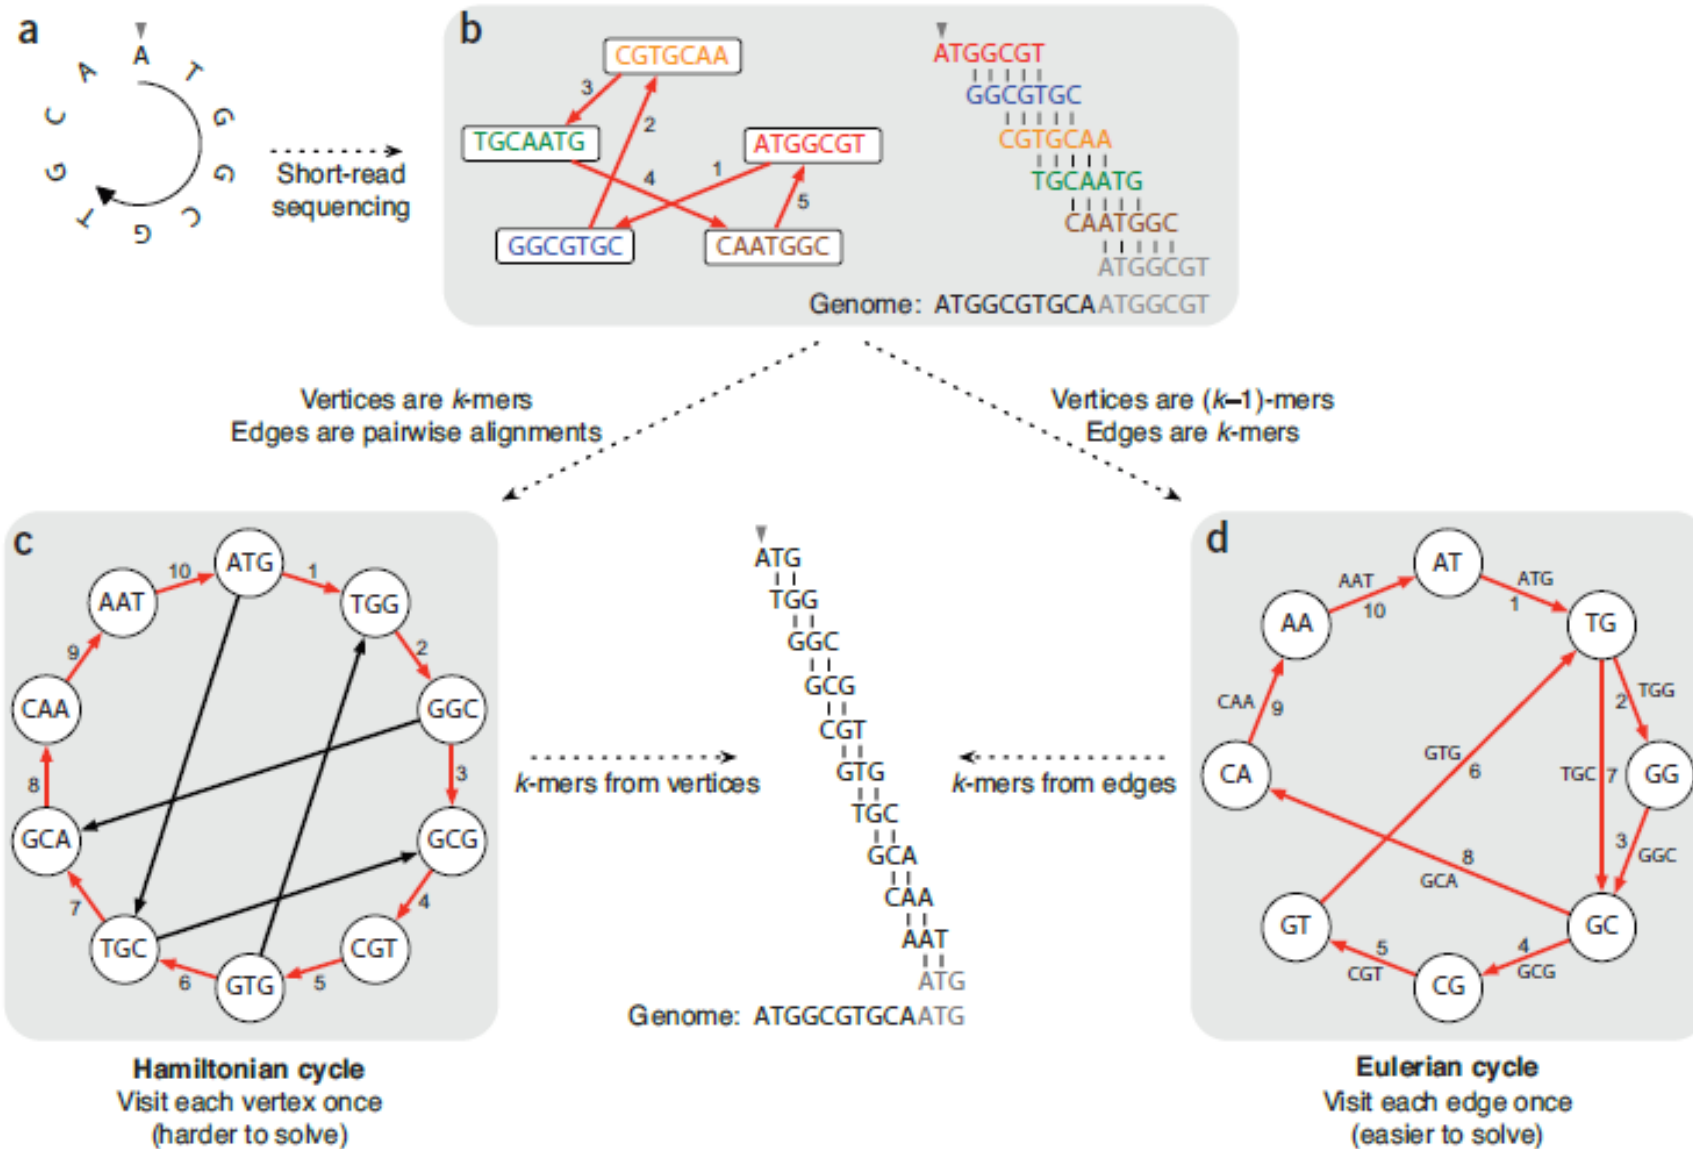 a
A
T
G
G
C
G
T
G
C
A
Short-read
sequencing
b
CGTGCAA
3
2
TGCAATG
ATGGCGT
4
1
5
GGCGTGC
CAATGGC
ATGGCGT
GGCGTGC
CGTGCAA
TGCAATG
CAATGGC
ATGGCGT
Genome: ATGGCGTGCAATGGCGT
Vertices are k-mers
Edges are pairwise alignments
Vertices are (k–1)-mers
Edges are k-mers
c
ATG
1
TGG
2
GGC
3
GCG
4
CGT
5
GTG
6
TGC
7
GCA
8
CAA
9
AAT
10
Hamiltonian cycle
Visit each vertex once
(harder to solve)
k-mers from vertices
ATG
TGG
GGC
GCG
CGT
GTG
TGC
GCA
CAA
AAT
ATG
Genome: ATGGCGTGCAATG
k-mers from edges
d
AT
ATG
1
TG
TGG
2
GG
3
GGC
GC
4
GCG
CG
5
CGT
GT
GTG
6
TGC 7
8
GCA
CA
CAA
9
AA
AAT
10
Eulerian cycle
Visit each edge once
(easier to solve)